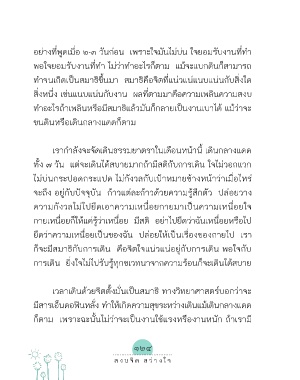 อย่างที่พูดเมื่อ ๒-๓ วันก่อน เพราะใจมันไม่บ่น ใจยอมรับงานที่ทำ
พอใจยอมรับงานที่ทำ ไม่ว่าทำอะไรก็ตาม แม้จะแบกดินก็สามารถ
ทำจนเกิดเป็นสมาธิขึ้นมา สมาธิคือจิตที่แน่วแน่แนบแน่นกับสิ่งใด
สิ่งหนึ่ง เช่นแนบแน่นกับงาน ผลที่ตามมาคือความเพลินความสงบ
ทำอะไรถ้าเพลินหรือมีสมาธิแล้วมันก็กลายเป็นงานเบาได้ แม้ว่าจะ
ขนดินหรือเดินกลางแดดก็ตาม
เรากำลังจะจัดเดินธรรมยาตราในเดือนหน้านี้ เดินกลางแดด
ทั้ง ๗ วัน แต่จะเดินได้สบายมากถ้ามีสติกับการเดิน ใจไม่วอกแวก
ไม่บ่นกระปอดกระแปด ไม่กังวลกับเป้าหมายข้างหน้าว่าเมื่อไหร่
จะถึง อยู่กับปัจจุบัน ก้าวแต่ละก้าวด้วยความรู้สึกตัว ปล่อยวาง
ความกังวลไม่ไปยึดเอาความเหนื่อยกายมาเป็นความเหนื่อยใจ
กายเหนื่อยก็ให้แค่รู้ว่าเหนื่อย มีสติ อย่าไปยึดว่าฉันเหนื่อยหรือไป
ยึดว่าความเหนื่อยเป็นของฉัน ปล่อยให้เป็นเรื่องของกายไป เรา
ก็จะมีสมาธิกับการเดิน คือจิตใจแน่วแน่อยู่กับการเดิน พอใจกับ
การเดิน ยิ่งใจไม่ไปรับรู้ทุกขเวทนาจากความร้อนก็จะเดินได้สบาย
เวลาเดินด้วยจิตตั้งมั่นเป็นสมาธิ ทางวิทยาศาสตร์บอกว่าจะ
มีสารเอ็นดอฟินหลั่ง ทำให้เกิดความสุขระหว่างเดินแม้เดินกลางแดด
ก็ตาม เพราะฉะนั้นไม่ว่าจะเป็นงานใช้แรงหรืองานหนัก ถ้าเรามี
๑๒๔
สงบจิต สว่างใจ